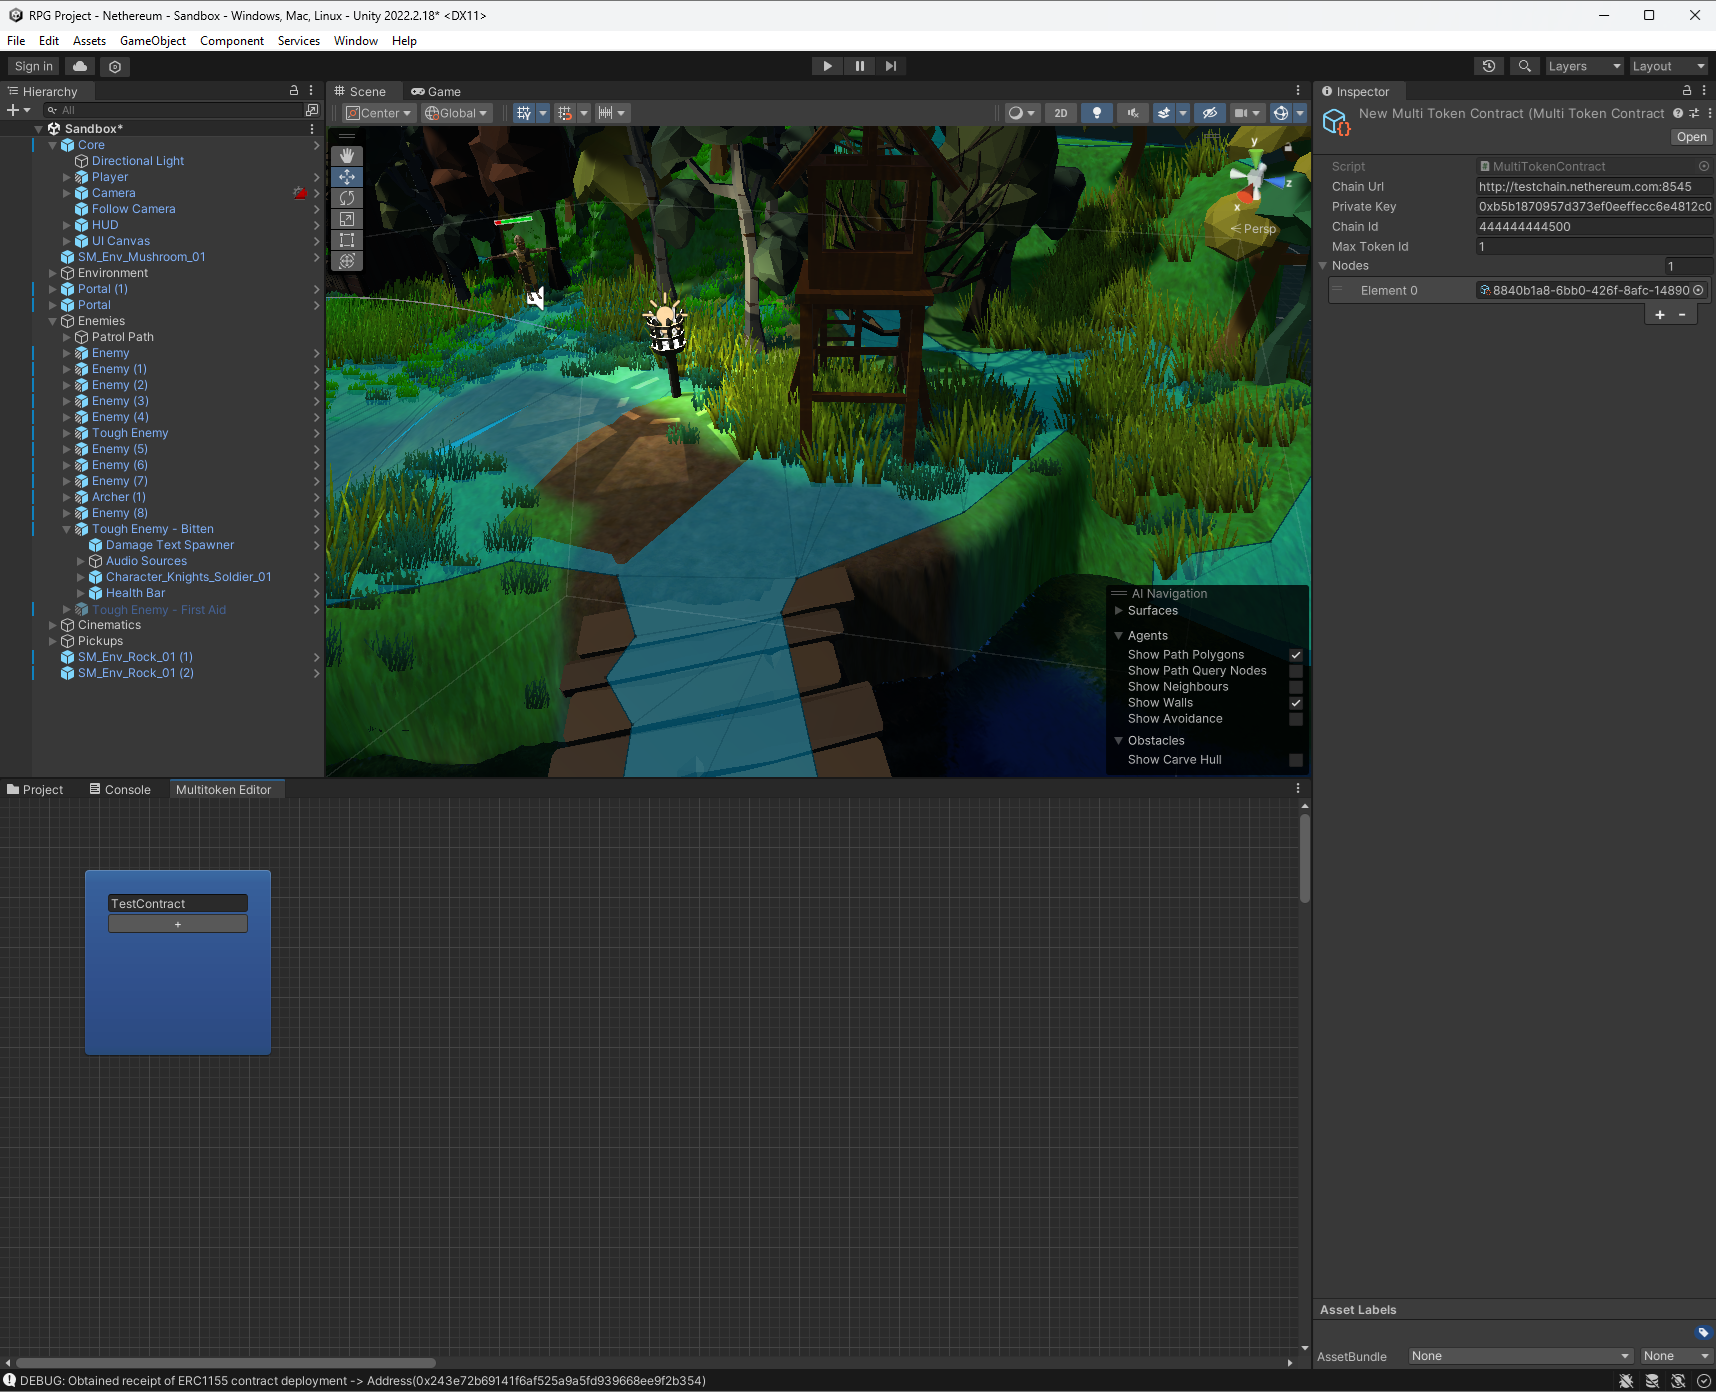 RPG Project - Nethereum - Sandbox - Windows, Mac, Linux - Unity 2022.2.18* <DX11>
File Edit Assets GameObject Component Services Window Help
Sign in
Layers
Layout
Hierarchy
All
Sandbox*
Core
Directional Light
Player
Camera
Follow Camera
HUD
UI Canvas
SM_Env_Mushroom_01
Environment
Portal (1)
Portal
Enemies
Patrol Path
Enemy
Enemy (1)
Enemy (2)
Enemy (3)
Enemy (4)
Tough Enemy
Enemy (5)
Enemy (6)
Enemy (7)
Archer (1)
Enemy (8)
Tough Enemy - Bitten
Damage Text Spawner
Audio Sources
Character_Knights_Soldier_01
Health Bar
Tough Enemy - First Aid
Cinematics
Pickups
SM_Env_Rock_01 (1)
SM_Env_Rock_01 (2)
Scene Game
Center Global 2D
y
z
x
Persp
AI Navigation
Surfaces
Agents
Show Path Polygons
Show Path Query Nodes
Show Neighbours
Show Walls
Show Avoidance
Obstacles
Show Carve Hull
Inspector
New Multi Token Contract (Multi Token Contract
Open
Script MultiTokenContract
Chain Url http://testchain.nethereum.com:8545
Private Key 0xb5b1870957d373ef0eeffecc6e4812c0
Chain Id 444444444500
Max Token Id 1
Nodes 1
Element 0 8840b1a8-6bb0-426f-8afc-14890
+ -
Project Console Multitoken Editor
TestContract
+
Asset Labels
AssetBundle None None
DEBUG: Obtained receipt of ERC1155 contract deployment -> Address(0x243e72b69141f6af525a9a5fd939668ee9f2b354)